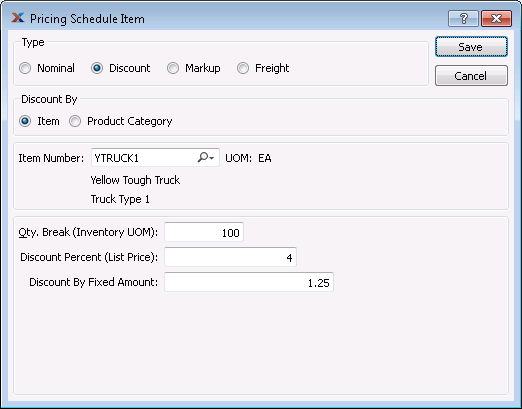 Pricing Schedule Item
Type
Nominal Discount Markup Freight
Save
Cancel
Discount By
Item Product Category
Item Number: YTRUCK1 UOM: EA
Yellow Tough Truck
Truck Type 1
Qty. Break (Inventory UOM): 100
Discount Percent (List Price): 4
Discount By Fixed Amount: 1.25